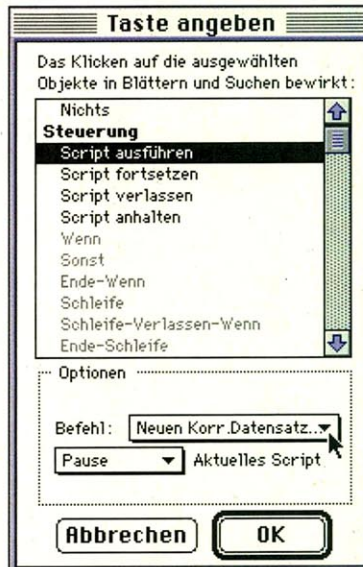 Taste angeben
Das Klicken auf die ausgewählten
Objekte in Blättern und Suchen bewirkt:
Nichts
Steuerung
Script ausführen
Script fortsetzen
Script verlassen
Script anhalten
Wenn
Sonst
Ende-Wenn
Schleife
Schleife-Verlassen-Wenn
Ende-Schleife
Optionen
Befehl: Neuen Korr.Datensatz...
Pause Aktuelles Script
Abbrechen OK